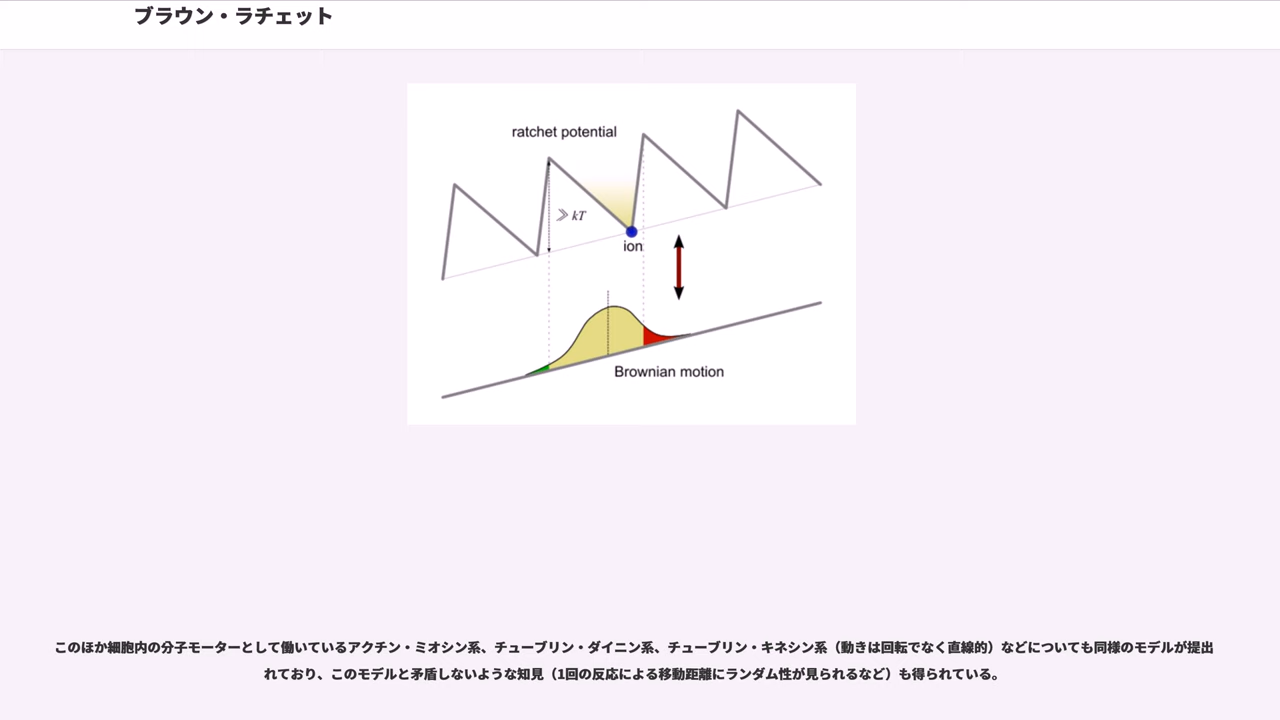 ブラウン・ラチェット
ratchet potential
≫ kT
ion
Brownian motion
このほか細胞内の分子モーターとして働いているアクチン・ミオシン系、チューブリン・ダイニン系、チューブリン・キネシン系（動きは回転でなく直線的）などについても同様のモデルが提出
れており、このモデルと矛盾しないような知見（1回の反応による移動距離にランダム性が見られるなど）も得られている。